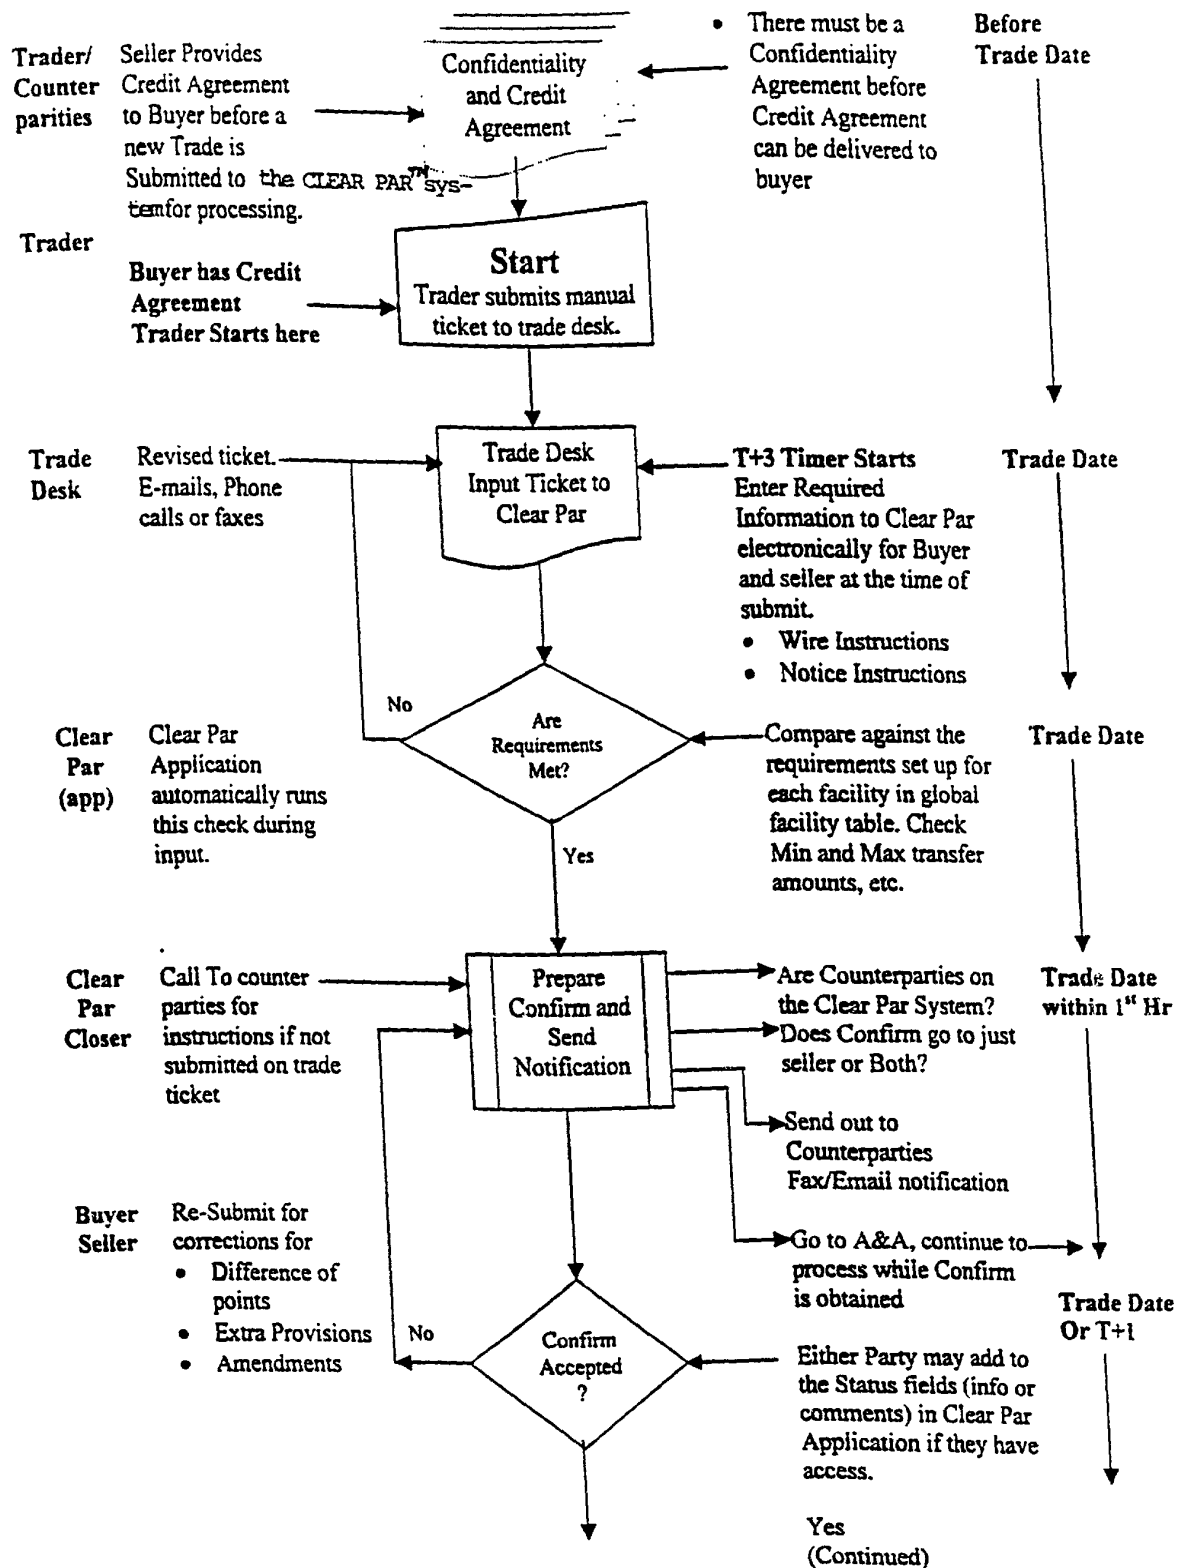 Trader/
Counter
parities
Seller Provides
Credit Agreement
to Buyer before a
new Trade is
Submitted to the CLEAR PAR™ sys-
temfor processing.
Confidentiality
and Credit
Agreement
• There must be a
Confidentiality
Agreement before
Credit Agreement
can be delivered to
buyer
Before
Trade Date
Trader
Buyer has Credit
Agreement
Trader Starts here
Start
Trader submits manual
ticket to trade desk.
Trade
Desk
Revised ticket.
E-mails, Phone
calls or faxes
Trade Desk
Input Ticket to
Clear Par
T+3 Timer Starts
Enter Required
Information to Clear Par
electronically for Buyer
and seller at the time of
submit.
• Wire Instructions
• Notice Instructions
Trade Date
No
Clear
Par
(app)
Clear Par
Application
automatically runs
this check during
input.
Are
Requirements
Met?
Compare against the
requirements set up for
each facility in global
facility table. Check
Min and Max transfer
amounts, etc.
Trade Date
Yes
Clear
Par
Closer
Call To counter
parties for
instructions if not
submitted on trade
ticket
Prepare
Confirm and
Send
Notification
Are Counterparties on
the Clear Par System?
Does Confirm go to just
seller or Both?
Send out to
Counterparties
Fax/Email notification
Go to A&A, continue to
process while Confirm
is obtained
Trade Date
within 1st Hr
Buyer
Seller
Re-Submit for
corrections for
• Difference of
points
• Extra Provisions
• Amendments
No
Confirm
Accepted
?
Trade Date
Or T+1
Either Party may add to
the Status fields (info or
comments) in Clear Par
Application if they have
access.
Yes
(Continued)